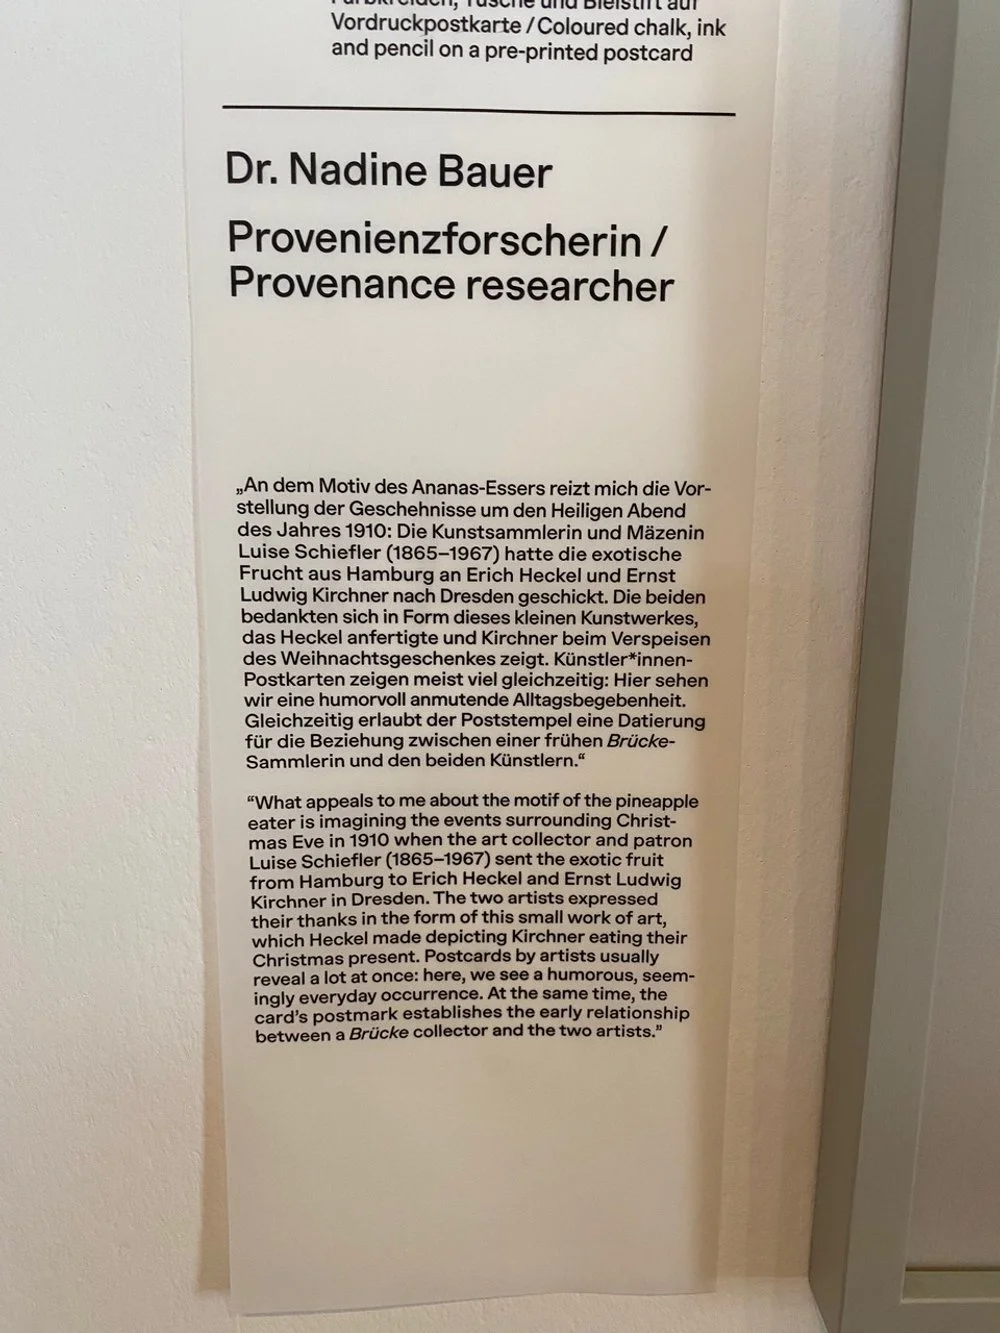 Farbkreiden, Tusche und Bleistift auf
Vordruckpostkarte / Coloured chalk, ink
and pencil on a pre-printed postcard
Dr. Nadine Bauer
Provenienzforscherin /
Provenance researcher
„An dem Motiv des Ananas-Essers reizt mich die Vor-
stellung der Geschehnisse um den Heiligen Abend
des Jahres 1910: Die Kunstsammlerin und Mäzenin
Luise Schiefler (1865–1967) hatte die exotische
Frucht aus Hamburg an Erich Heckel und Ernst
Ludwig Kirchner nach Dresden geschickt. Die beiden
bedankten sich in Form dieses kleinen Kunstwerkes,
das Heckel anfertigte und Kirchner beim Verspeisen
des Weihnachtsgeschenkes zeigt. Künstler*innen-
Postkarten zeigen meist viel gleichzeitig: Hier sehen
wir eine humorvoll anmutende Alltagsbegebenheit.
Gleichzeitig erlaubt der Poststempel eine Datierung
für die Beziehung zwischen einer frühen Brücke-
Sammlerin und den beiden Künstlern.“
“What appeals to me about the motif of the pineapple
eater is imagining the events surrounding Christ-
mas Eve in 1910 when the art collector and patron
Luise Schiefler (1865–1967) sent the exotic fruit
from Hamburg to Erich Heckel and Ernst Ludwig
Kirchner in Dresden. The two artists expressed
their thanks in the form of this small work of art,
which Heckel made depicting Kirchner eating their
Christmas present. Postcards by artists usually
reveal a lot at once: here, we see a humorous, seem-
ingly everyday occurrence. At the same time, the
card’s postmark establishes the early relationship
between a Brücke collector and the two artists.”